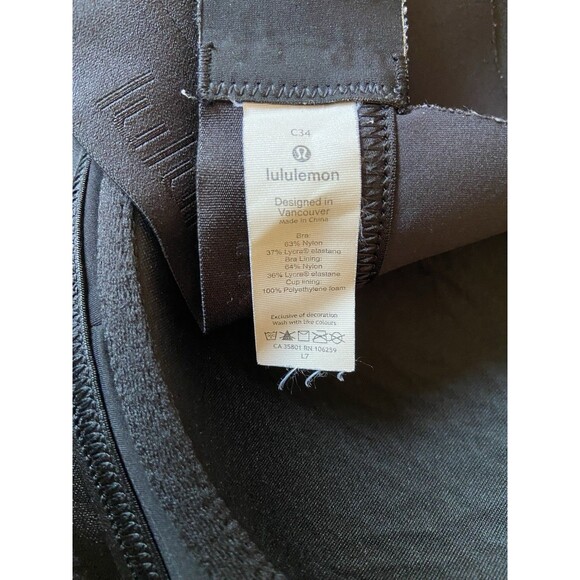 C34
lululemon
Designed in
Vancouver
Made in China
Bra:
63% Nylon
37% Lycra® elastane
Bra Lining:
64% Nylon
36% Lycra® elastane
Cup lining:
100% Polyethylene foam
Exclusive of decoration
Wash with like colours
CA 35801 RN 106259
L7